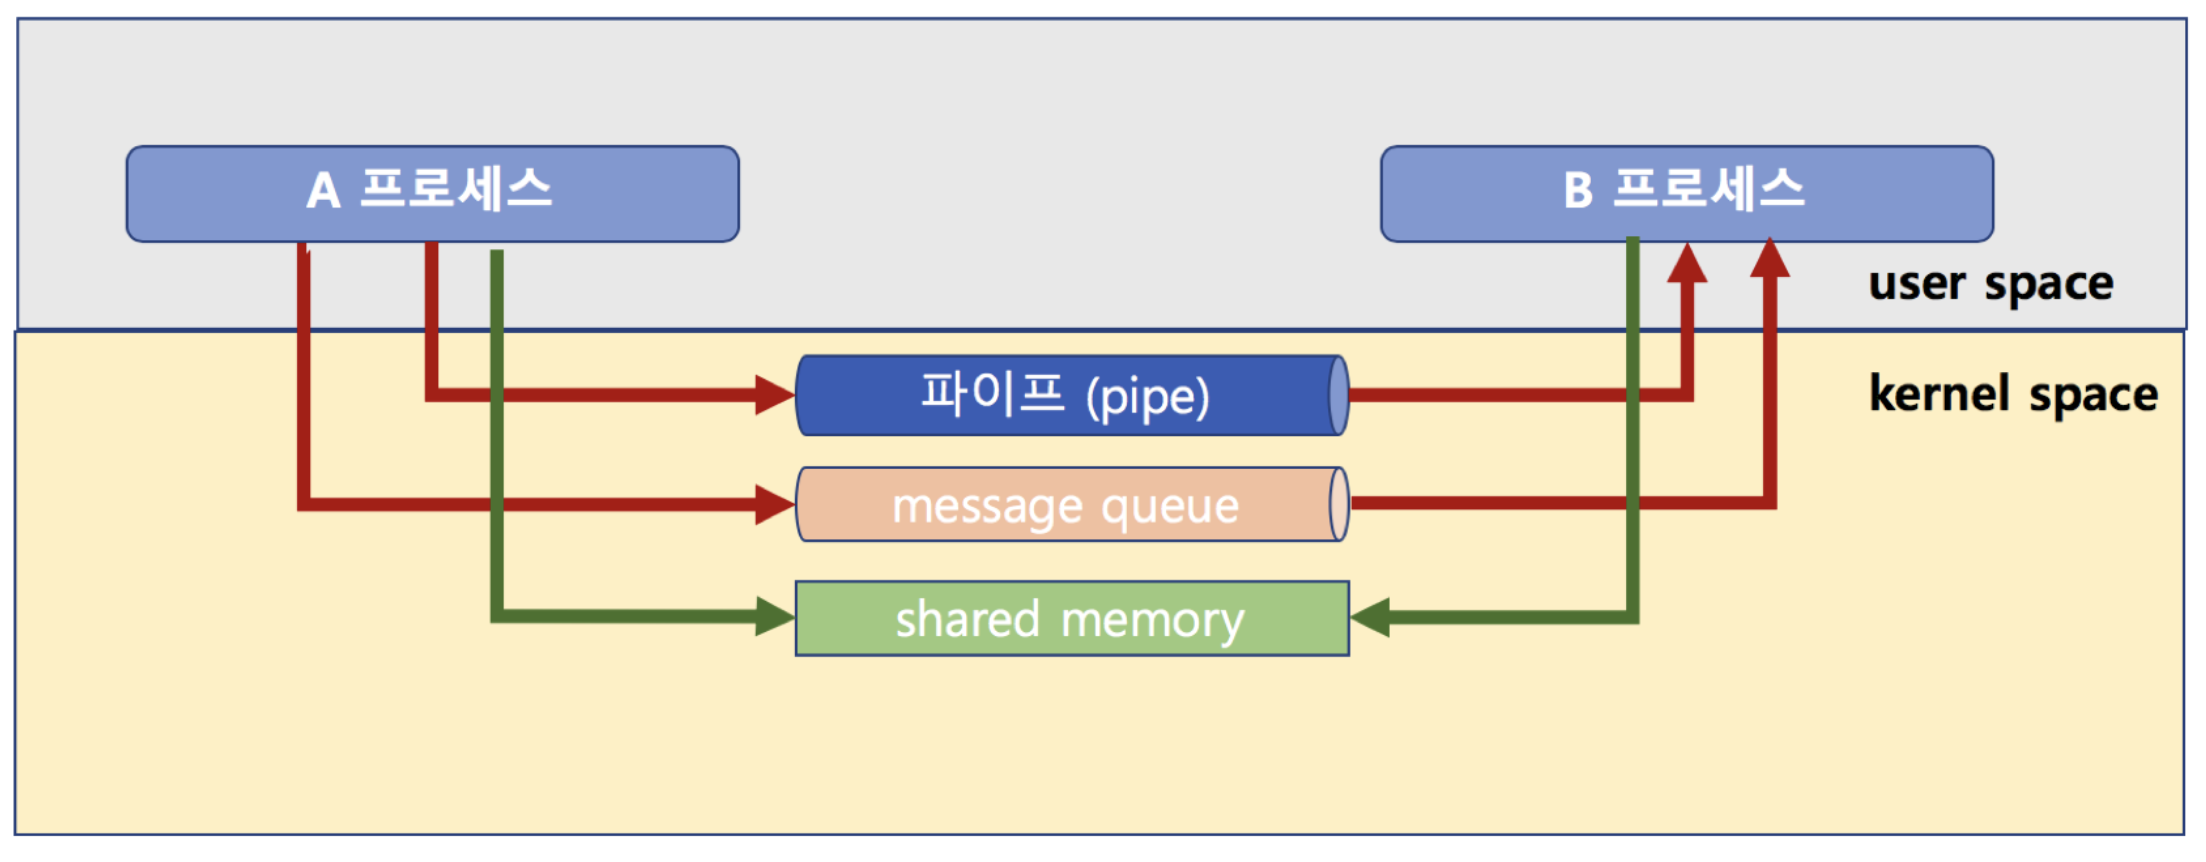 A 프로세스
B 프로세스
user space
파이프 (pipe)
kernel space
message queue
shared memory